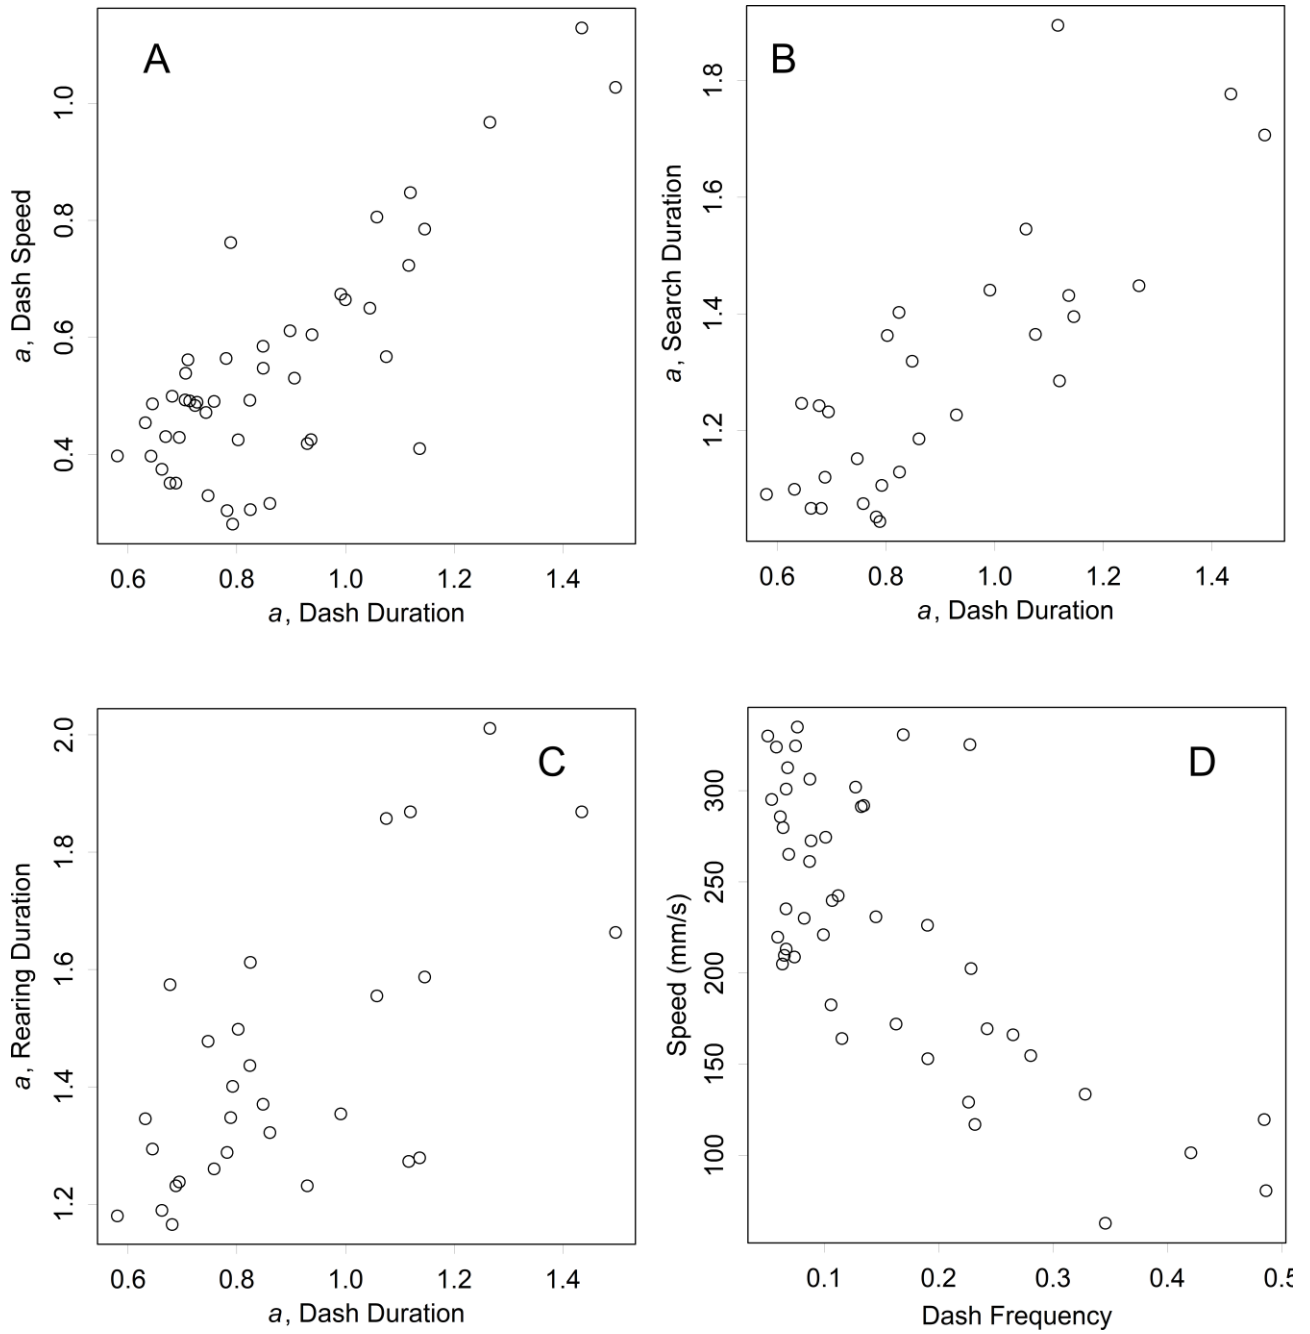 A
a, Dash Speed
1.0
0.8
0.6
0.4
0.6 0.8 1.0 1.2 1.4
a, Dash Duration
B
a, Search Duration
1.8
1.6
1.4
1.2
0.6 0.8 1.0 1.2 1.4
a, Dash Duration
C
a, Rearing Duration
2.0
1.8
1.6
1.4
1.2
0.6 0.8 1.0 1.2 1.4
a, Dash Duration
D
Speed (mm/s)
300
250
200
150
100
0.1 0.2 0.3 0.4 0.5
Dash Frequency